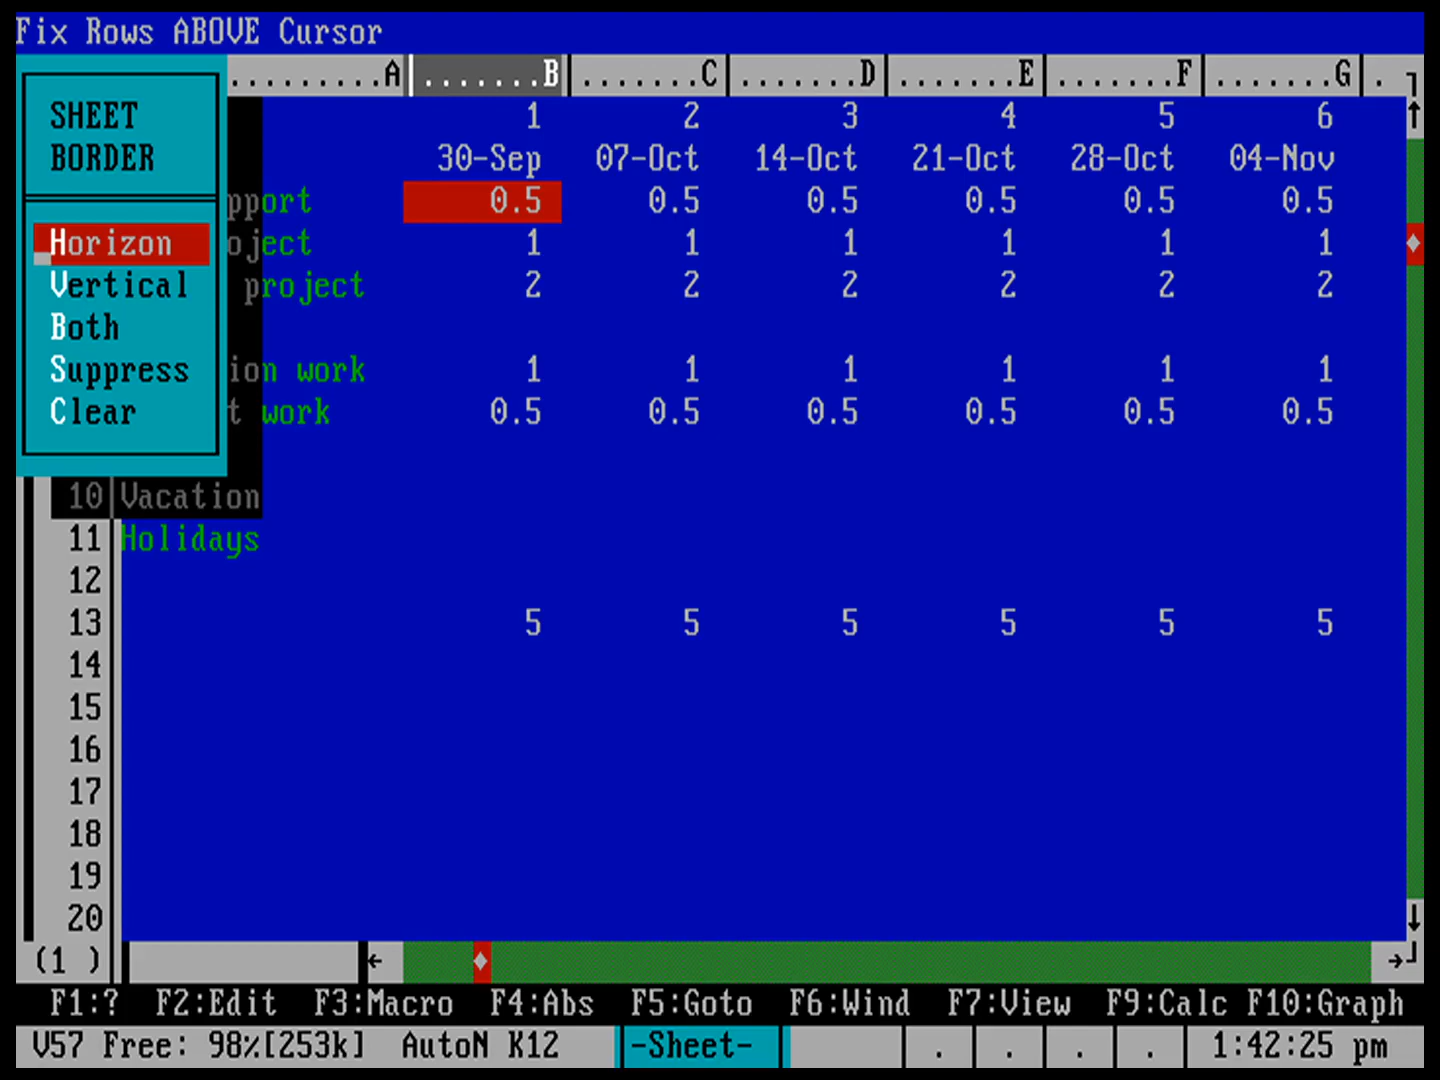 Fix Rows ABOVE Cursor
.........A .......B .......C .......D .......E .......F .......G .
SHEET 1 2 3 4 5 6
BORDER 30-Sep 07-Oct 14-Oct 21-Oct 28-Oct 04-Nov
pport 0.5 0.5 0.5 0.5 0.5 0.5
Horizon oject 1 1 1 1 1 1
Vertical project 2 2 2 2 2 2
Both
Suppress ion work 1 1 1 1 1 1
Clear t work 0.5 0.5 0.5 0.5 0.5 0.5
10 Vacation
11 Holidays
12
13 5 5 5 5 5 5
14
15
16
17
18
19
20
(1 )
F1:? F2:Edit F3:Macro F4:Abs F5:Goto F6:Wind F7:View F9:Calc F10:Graph
V57 Free: 98%[253k] AutoN K12 -Sheet- . . . . 1:42:25 pm